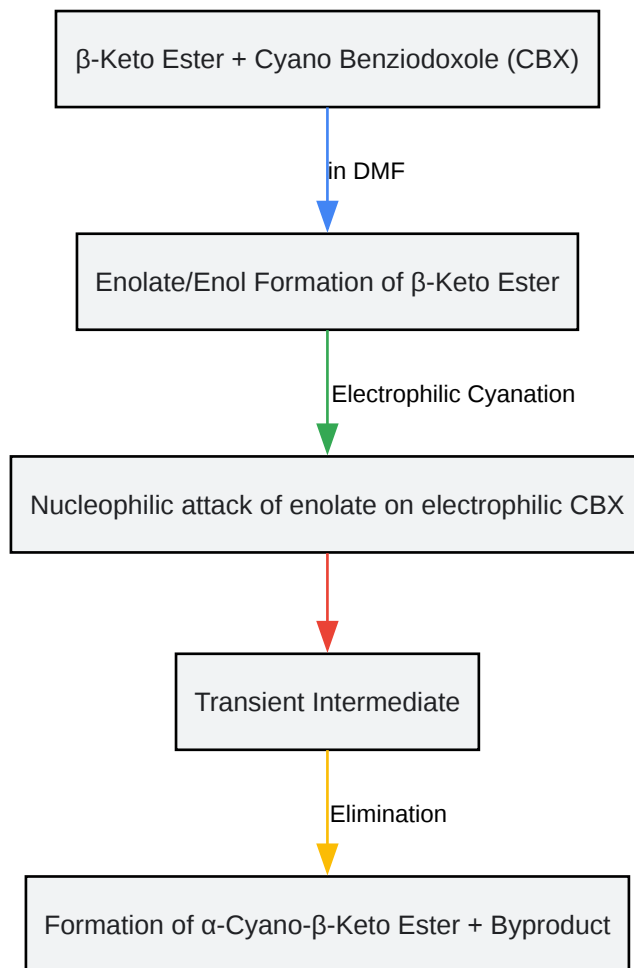 β-Keto Ester + Cyano Benziodoxole (CBX)
in DMF
Enolate/Enol Formation of β-Keto Ester
Electrophilic Cyanation
Nucleophilic attack of enolate on electrophilic CBX
Transient Intermediate
Elimination
Formation of α-Cyano-β-Keto Ester + Byproduct